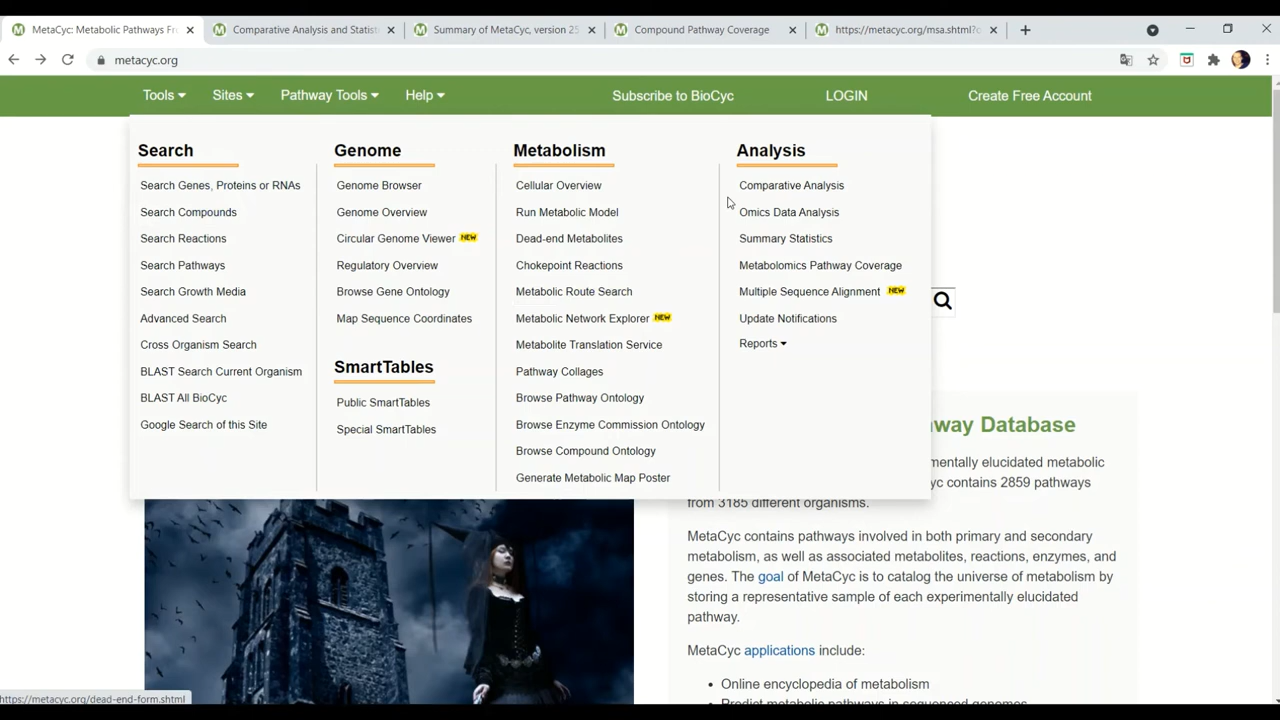 MetaCyc: Metabolic Pathways Fr
Comparative Analysis and Statist
Summary of MetaCyc, version 25
Compound Pathway Coverage
https://metacyc.org/msa.shtml?o
metacyc.org
Tools Sites Pathway Tools Help Subscribe to BioCyc LOGIN Create Free Account
Search
Search Genes, Proteins or RNAs
Search Compounds
Search Reactions
Search Pathways
Search Growth Media
Advanced Search
Cross Organism Search
BLAST Search Current Organism
BLAST All BioCyc
Google Search of this Site
Genome
Genome Browser
Genome Overview
Circular Genome Viewer NEW
Regulatory Overview
Browse Gene Ontology
Map Sequence Coordinates
SmartTables
Public SmartTables
Special SmartTables
Metabolism
Cellular Overview
Run Metabolic Model
Dead-end Metabolites
Chokepoint Reactions
Metabolic Route Search
Metabolic Network Explorer NEW
Metabolite Translation Service
Pathway Collages
Browse Pathway Ontology
Browse Enzyme Commission Ontology
Browse Compound Ontology
Generate Metabolic Map Poster
Analysis
Comparative Analysis
Omics Data Analysis
Summary Statistics
Metabolomics Pathway Coverage
Multiple Sequence Alignment NEW
Update Notifications
Reports
way Database
mentally elucidated metabolic
yc contains 2859 pathways
from 3185 different organisms.
MetaCyc contains pathways involved in both primary and secondary
metabolism, as well as associated metabolites, reactions, enzymes, and
genes. The goal of MetaCyc is to catalog the universe of metabolism by
storing a representative sample of each experimentally elucidated
pathway.
MetaCyc applications include:
• Online encyclopedia of metabolism
• Predict metabolic pathways in sequenced genomes
https://metacyc.org/dead-end-form.shtml